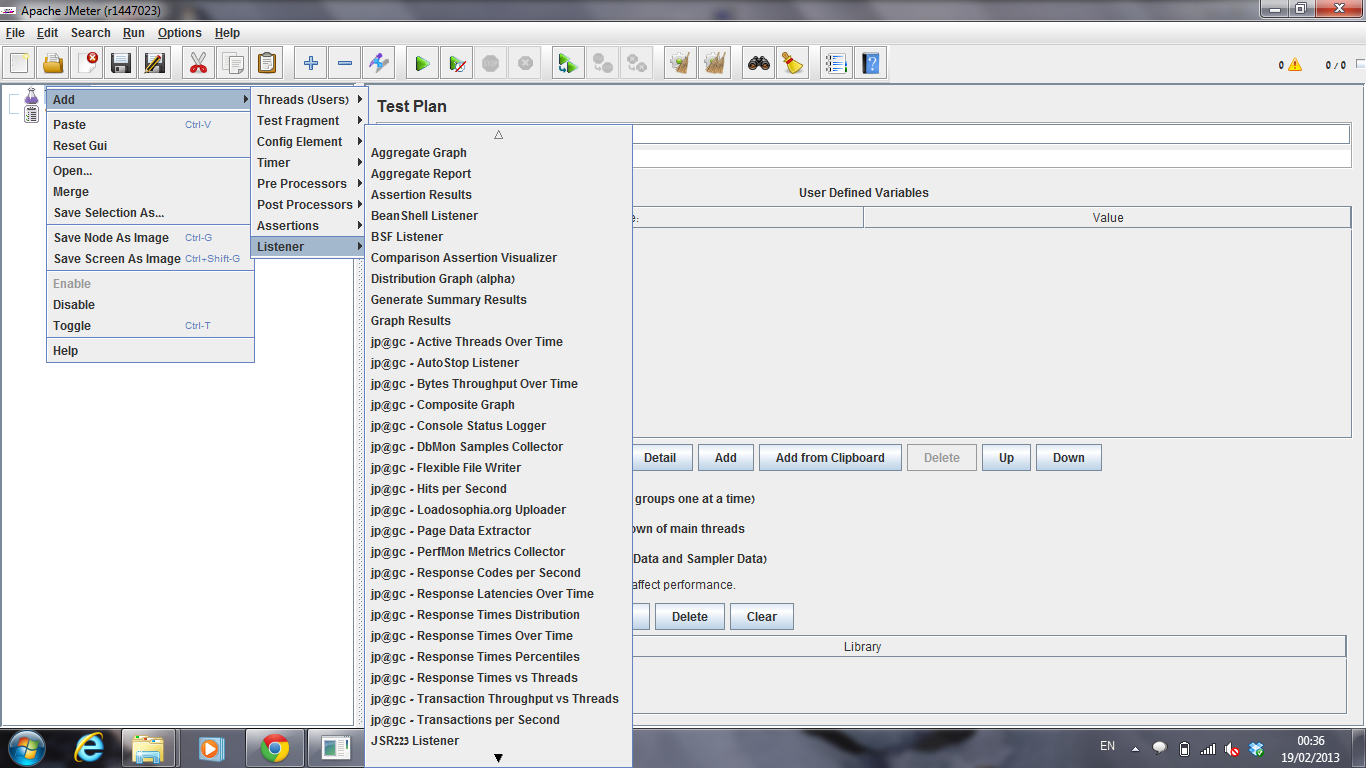 Apache JMeter (r1447023)
File Edit Search Run Options Help
0 0 / 0
Add
Paste Ctrl-V
Reset Gui
Open...
Merge
Save Selection As...
Save Node As Image Ctrl-G
Save Screen As Image Ctrl+Shift-G
Enable
Disable
Toggle Ctrl-T
Help
Threads (Users)
Test Fragment
Config Element
Timer
Pre Processors
Post Processors
Assertions
Listener
Aggregate Graph
Aggregate Report
Assertion Results
BeanShell Listener
BSF Listener
Comparison Assertion Visualizer
Distribution Graph (alpha)
Generate Summary Results
Graph Results
jp@gc - Active Threads Over Time
jp@gc - AutoStop Listener
jp@gc - Bytes Throughput Over Time
jp@gc - Composite Graph
jp@gc - Console Status Logger
jp@gc - DbMon Samples Collector
jp@gc - Flexible File Writer
jp@gc - Hits per Second
jp@gc - Loadosophia.org Uploader
jp@gc - Page Data Extractor
jp@gc - PerfMon Metrics Collector
jp@gc - Response Codes per Second
jp@gc - Response Latencies Over Time
jp@gc - Response Times Distribution
jp@gc - Response Times Over Time
jp@gc - Response Times Percentiles
jp@gc - Response Times vs Threads
jp@gc - Transaction Throughput vs Threads
jp@gc - Transactions per Second
JSR223 Listener
Test Plan
User Defined Variables
e: Value
Detail Add Add from Clipboard Delete Up Down
groups one at a time)
own of main threads
Data and Sampler Data)
affect performance.
Delete Clear
Library
EN
00:36
19/02/2013